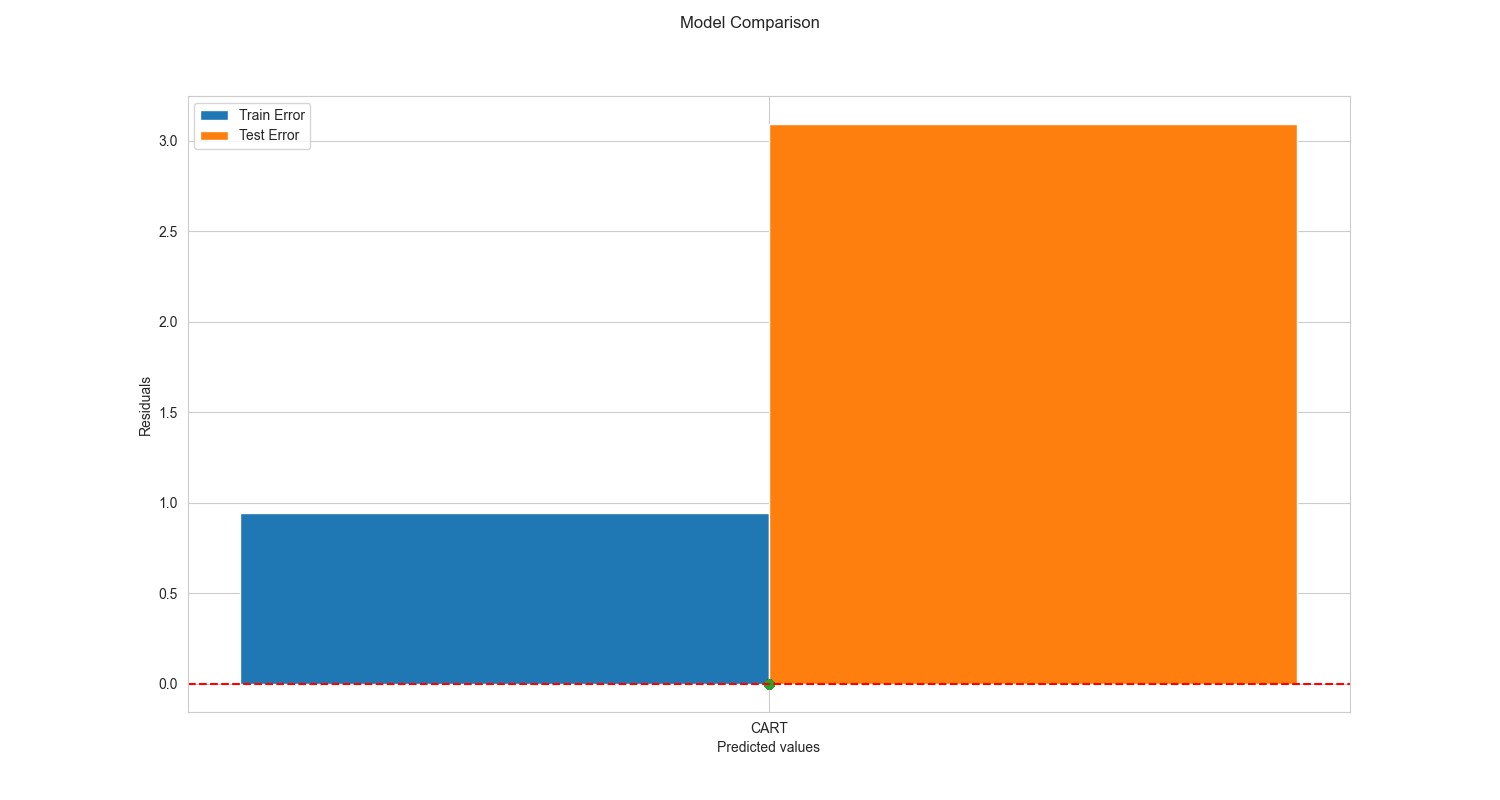 Model Comparison
Train Error
Test Error
3.0
2.5
2.0
1.5
1.0
0.5
0.0
Residuals
CART
Predicted values